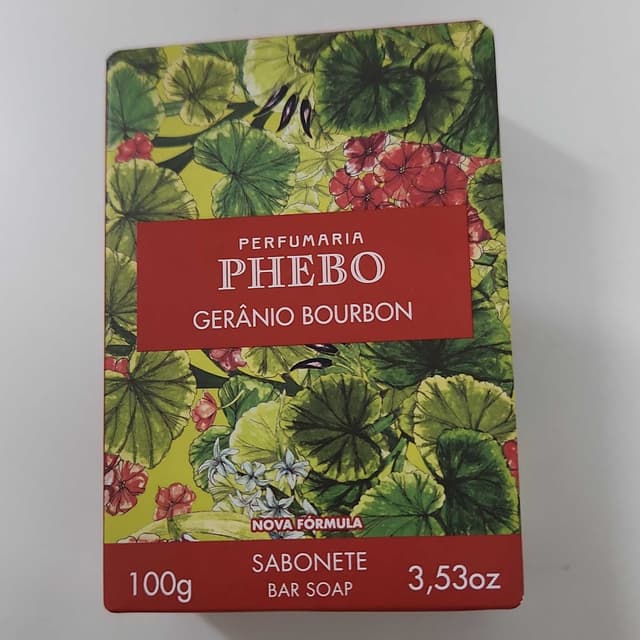 PERFUMARIA
PHEBO
GERÂNIO BOURBON
NOVA FÓRMULA
SABONETE
BAR SOAP
100g
3,53oz